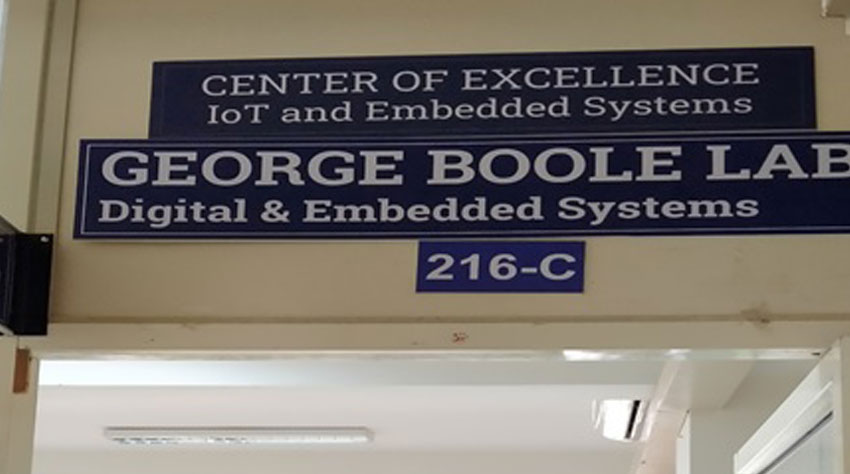 CENTER OF EXCELLENCE
IoT and Embedded Systems
GEORGE BOOLE LAB
Digital & Embedded Systems
216-C